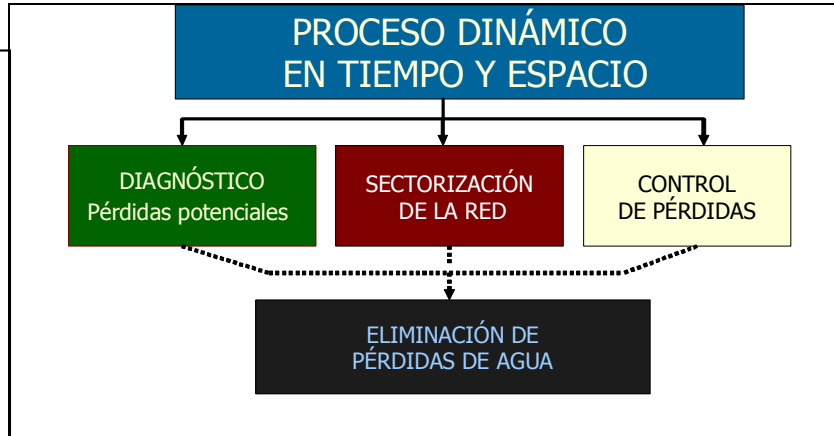 PROCESO DINÁMICO
EN TIEMPO Y ESPACIO
DIAGNÓSTICO
Pérdidas potenciales
SECTORIZACIÓN
DE LA RED
CONTROL
DE PÉRDIDAS
ELIMINACIÓN DE
PÉRDIDAS DE AGUA